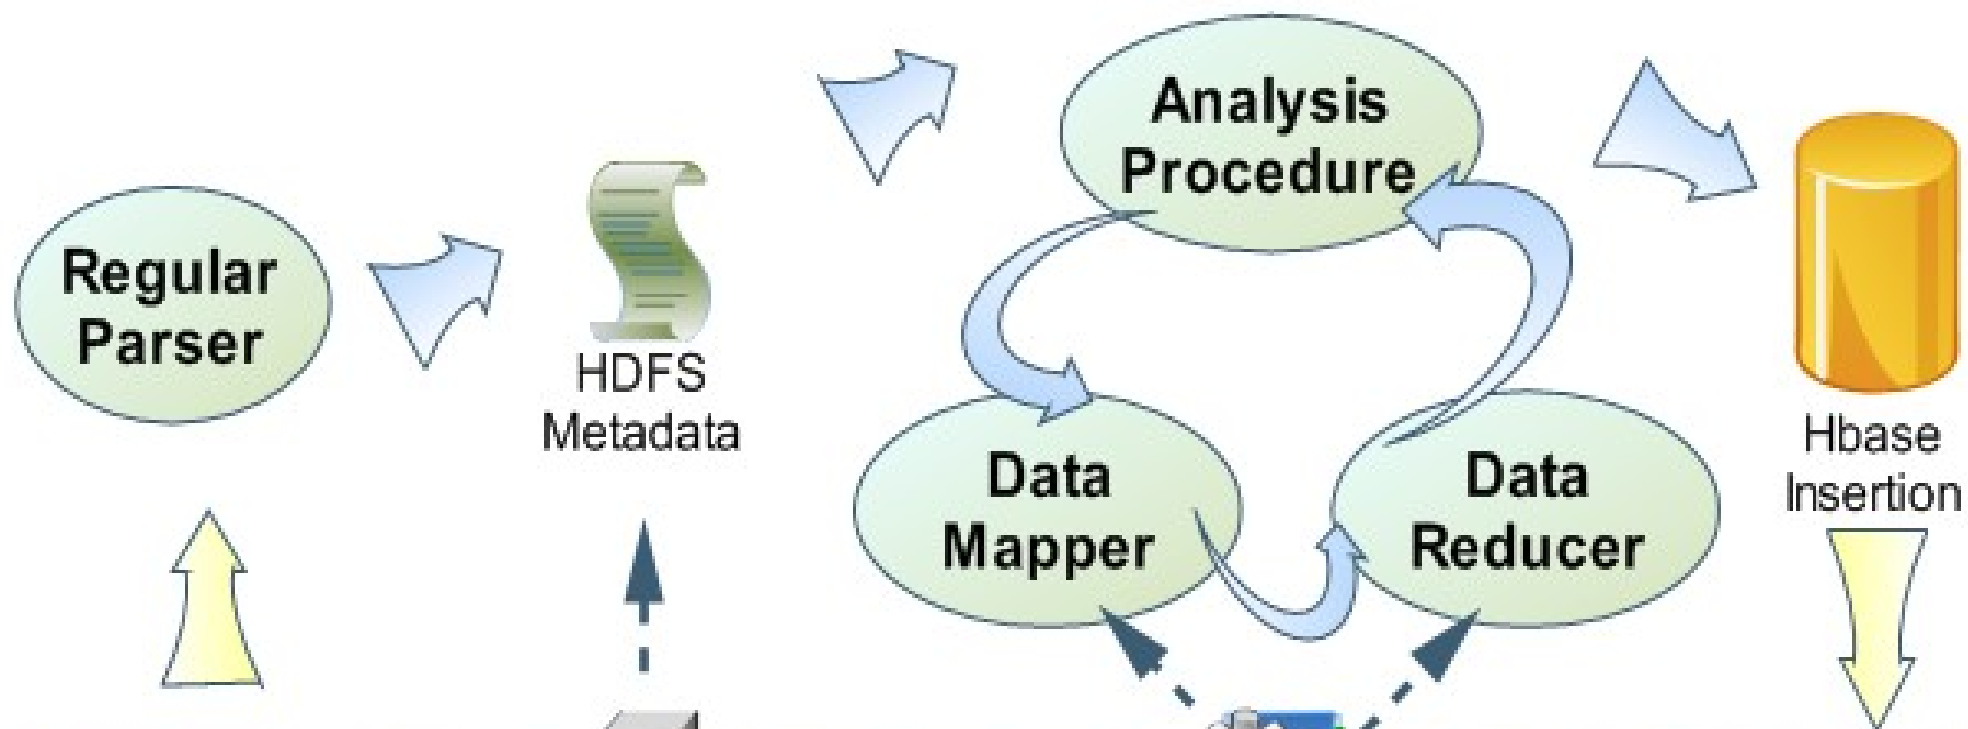 Analysis
Procedure
Regular
Parser
HDFS
Metadata
Hbase
Insertion
Data
Mapper
Data
Reducer